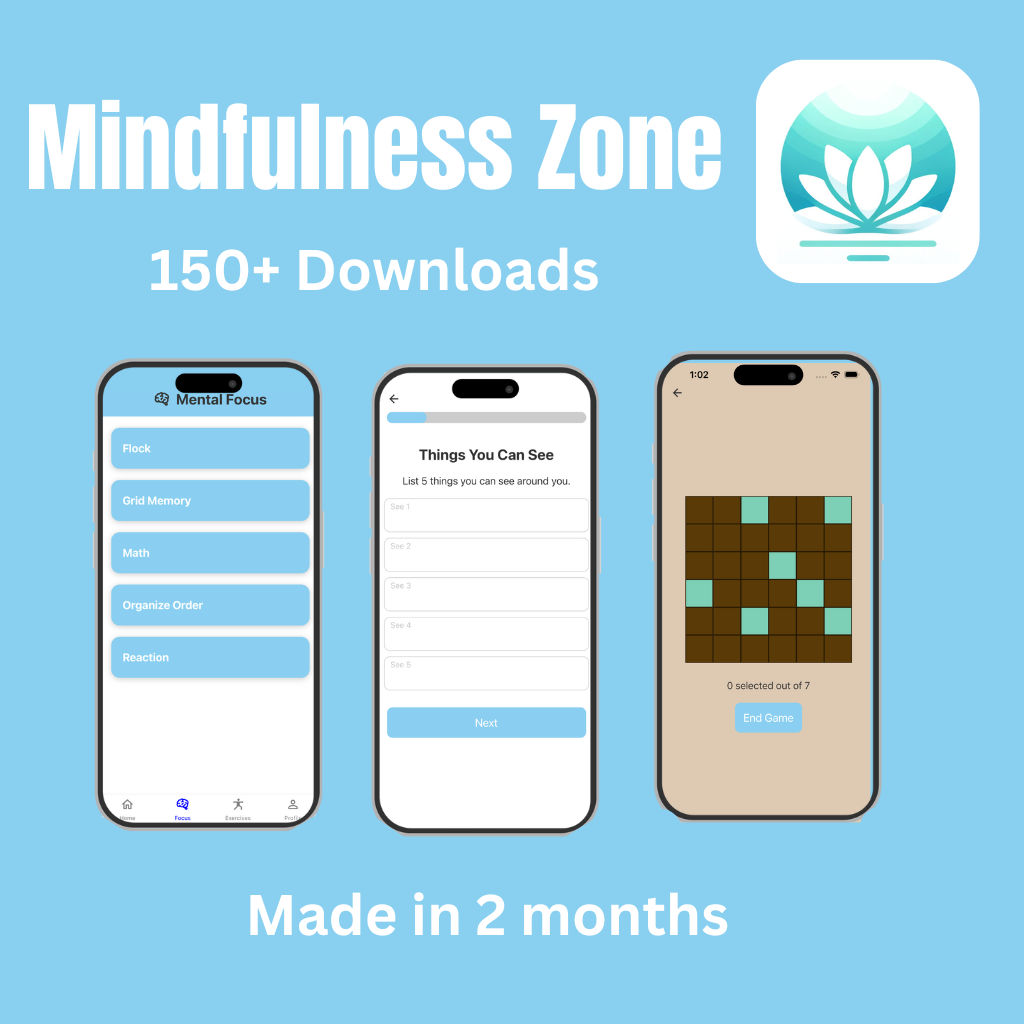 Mindfulness Zone
150+ Downloads
Mental Focus
Flock
Grid Memory
Math
Organize Order
Reaction
Home
Focus
Exercises
Profile
Things You Can See
List 5 things you can see around you.
See 1
See 2
See 3
See 4
See 5
Next
1:02
0 selected out of 7
End Game
Made in 2 months